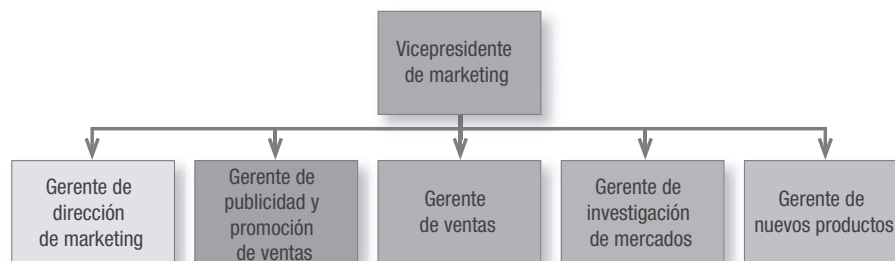 Vicepresidente
de marketing
Gerente de
dirección
de marketing
Gerente de
publicidad y
promoción
de ventas
Gerente
de ventas
Gerente de
investigación
de mercados
Gerente de
nuevos productos